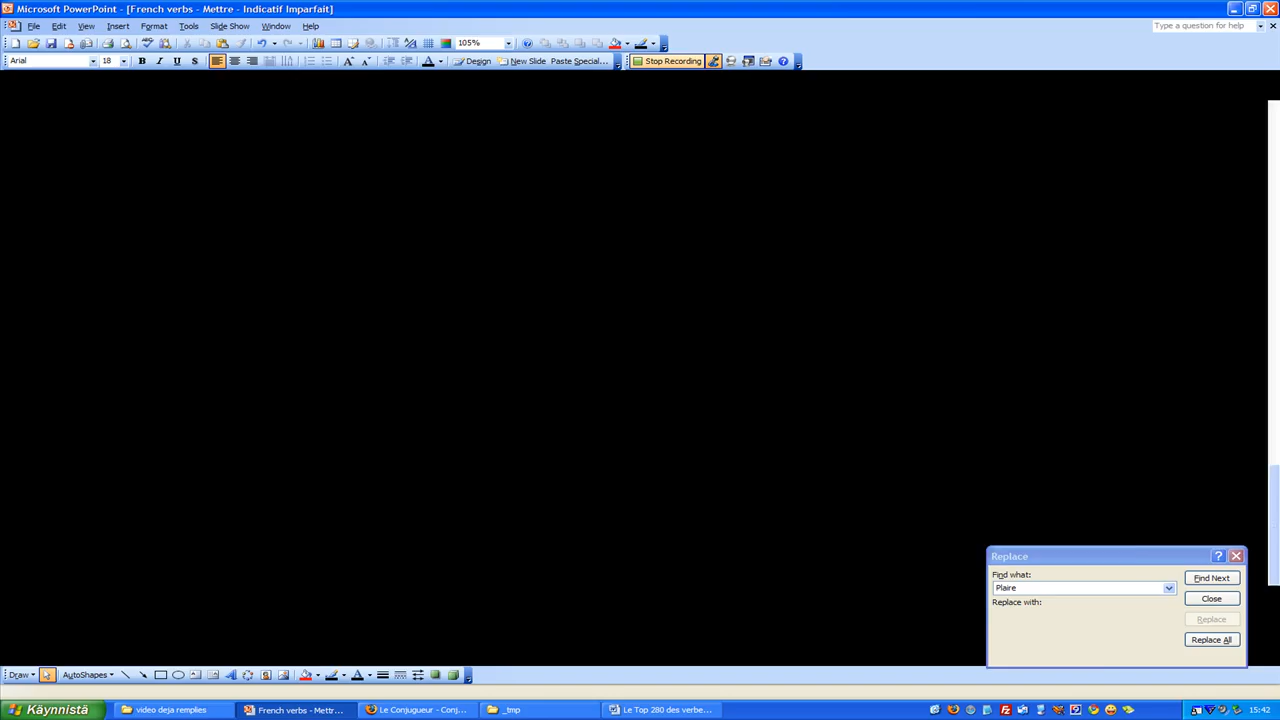 Microsoft PowerPoint - [French verbs - Mettre - Indicatif Imparfait]
File Edit View Insert Format Tools Slide Show Window Help
Type a question for help
105%
Arial 18 B I U S Design New Slide Paste Special... Stop Recording
Replace
Find what:
Find Next
Plaire
Close
Replace with:
Replace
Replace All
Draw AutoShapes
Käynnistä video deja remplies French verbs - Mettr... Le Conjugueur - Conj... _tmp Le Top 280 des verbe... 15:42